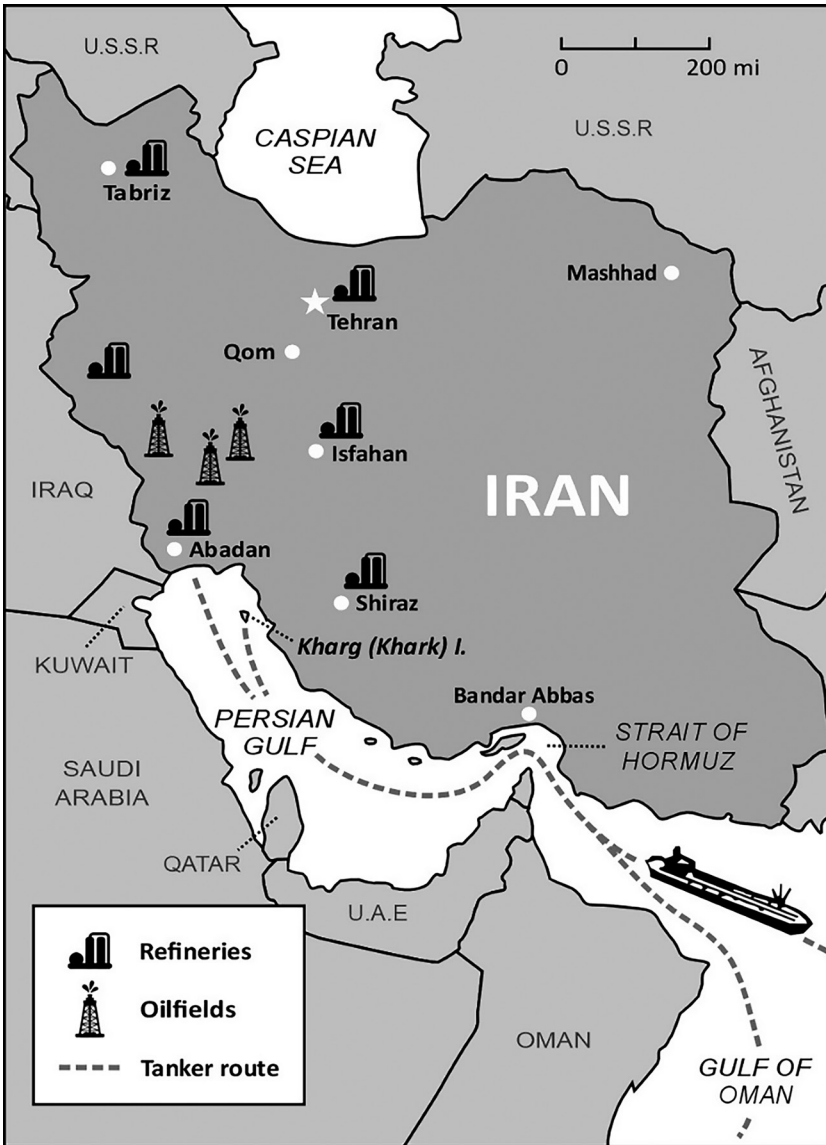 U.S.S.R
0 200 mi
CASPIAN
SEA
U.S.S.R
Tabriz
Mashhad
Tehran
Qom
AFGHANISTAN
Isfahan
IRAN
IRAQ
Abadan
Shiraz
Kharg (Khark) I.
KUWAIT
Bandar Abbas
PERSIAN
GULF
STRAIT OF
HORMUZ
SAUDI
ARABIA
QATAR
U.A.E
Refineries
Oilfields
OMAN
Tanker route
GULF OF
OMAN